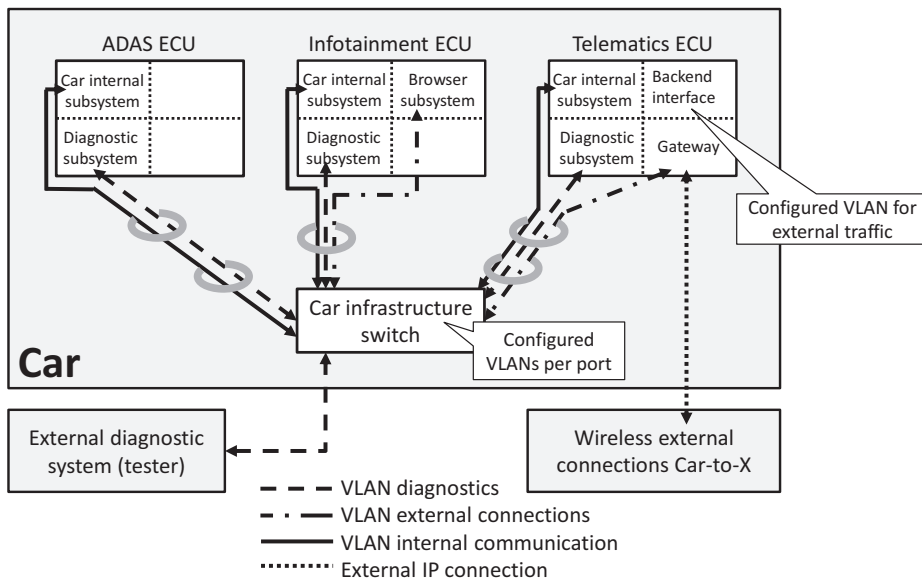 ADAS ECU
Infotainment ECU
Telematics ECU
Car internal
subsystem
Diagnostic
subsystem
Car internal
subsystem
Browser
subsystem
Diagnostic
subsystem
Car internal
subsystem
Backend
interface
Diagnostic
subsystem
Gateway
Configured VLAN for
external traffic
Car infrastructure
switch
Configured
VLANs per port
Car
External diagnostic
system (tester)
Wireless external
connections Car-to-X
VLAN diagnostics
VLAN external connections
VLAN internal communication
External IP connection